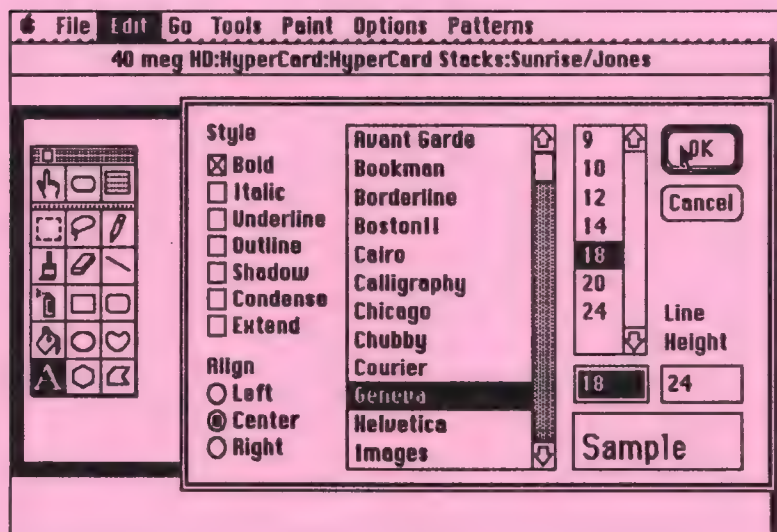 File Edit Go Tools Paint Options Patterns
40 meg HD:HyperCard:HyperCard Stacks:Sunrise/Jones
Style
Bold
Italic
Underline
Outline
Shadow
Condense
Extend
Align
Left
Center
Right
Avant Garde
Bookman
Borderline
BostonII
Cairo
Calligraphy
Chicago
Chubby
Courier
Geneva
Helvetica
Images
9
10
12
14
18
20
24
18
OK
Cancel
Line
Height
24
Sample
A